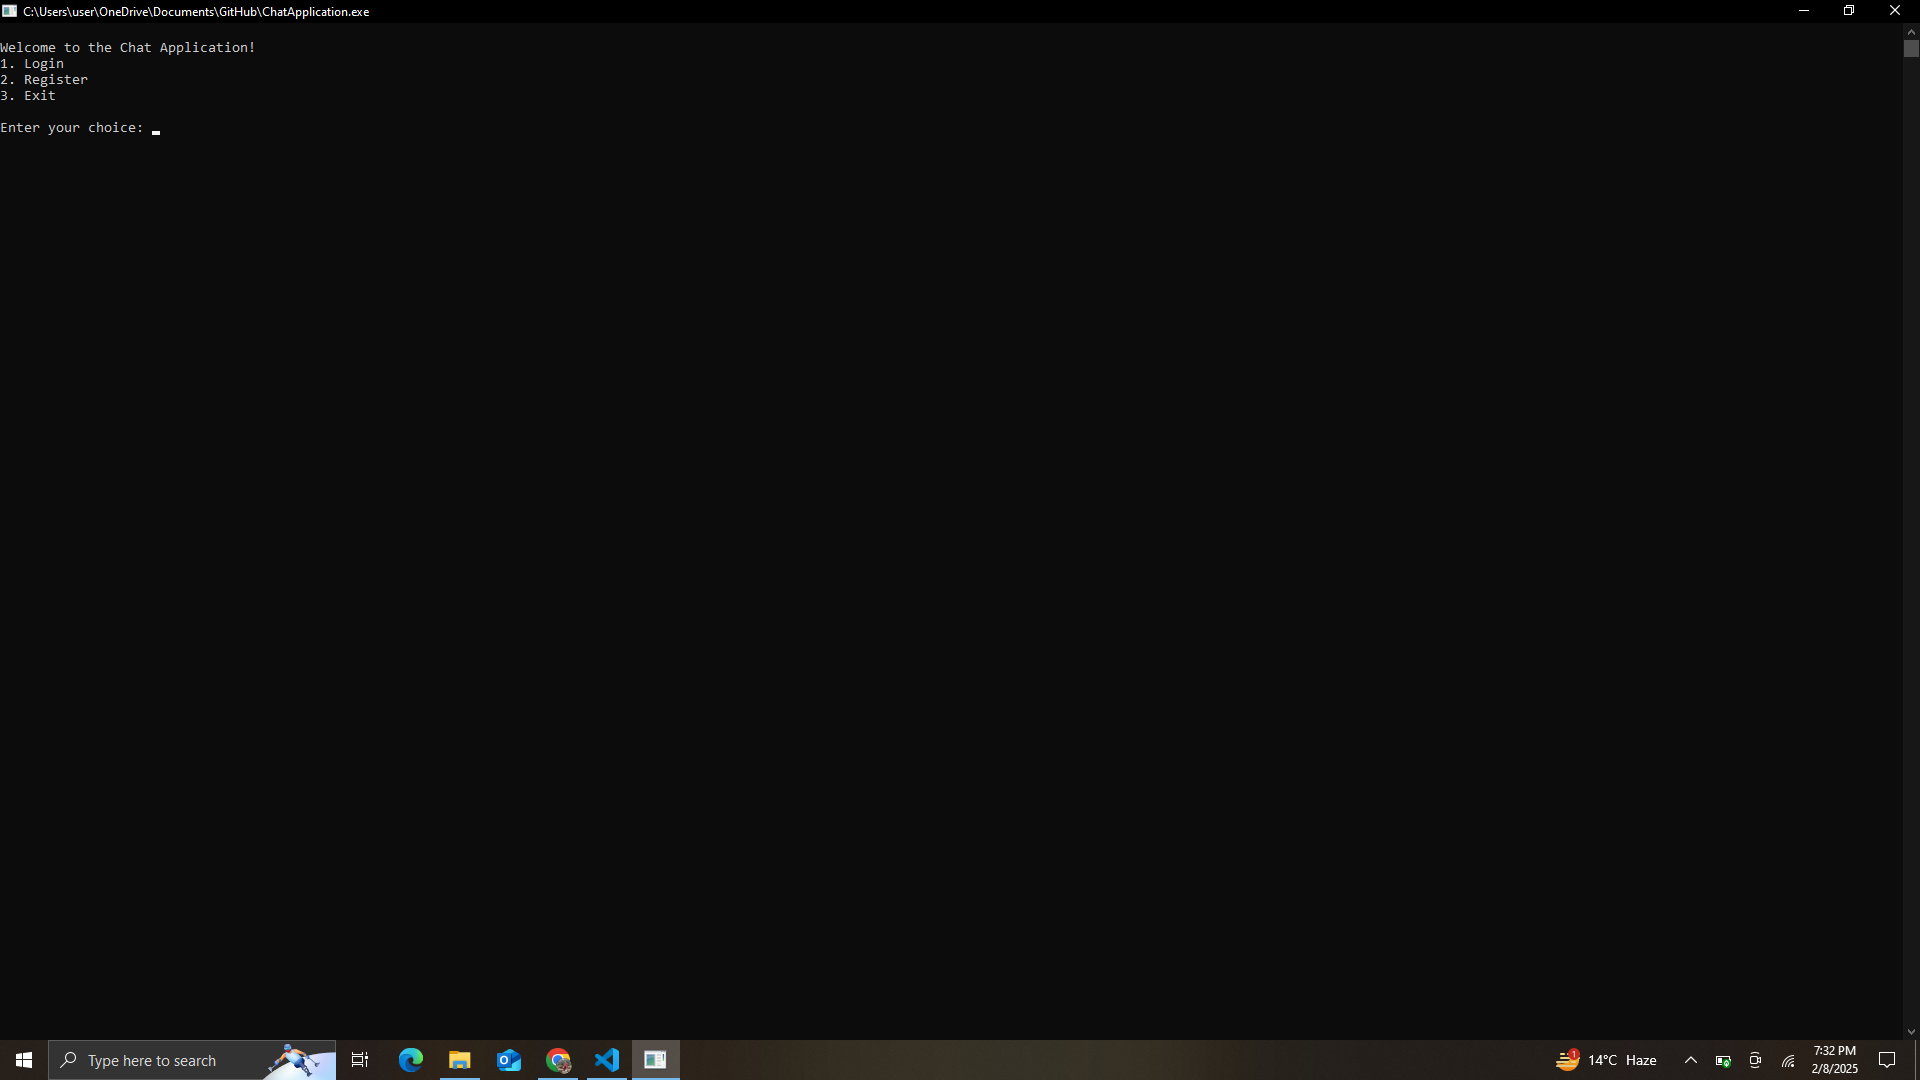 C:\Users\user\OneDrive\Documents\GitHub\ChatApplication.exe
Welcome to the Chat Application!
1. Login
2. Register
3. Exit
Enter your choice:
Type here to search
1
14°C Haze
7:32 PM
2/8/2025